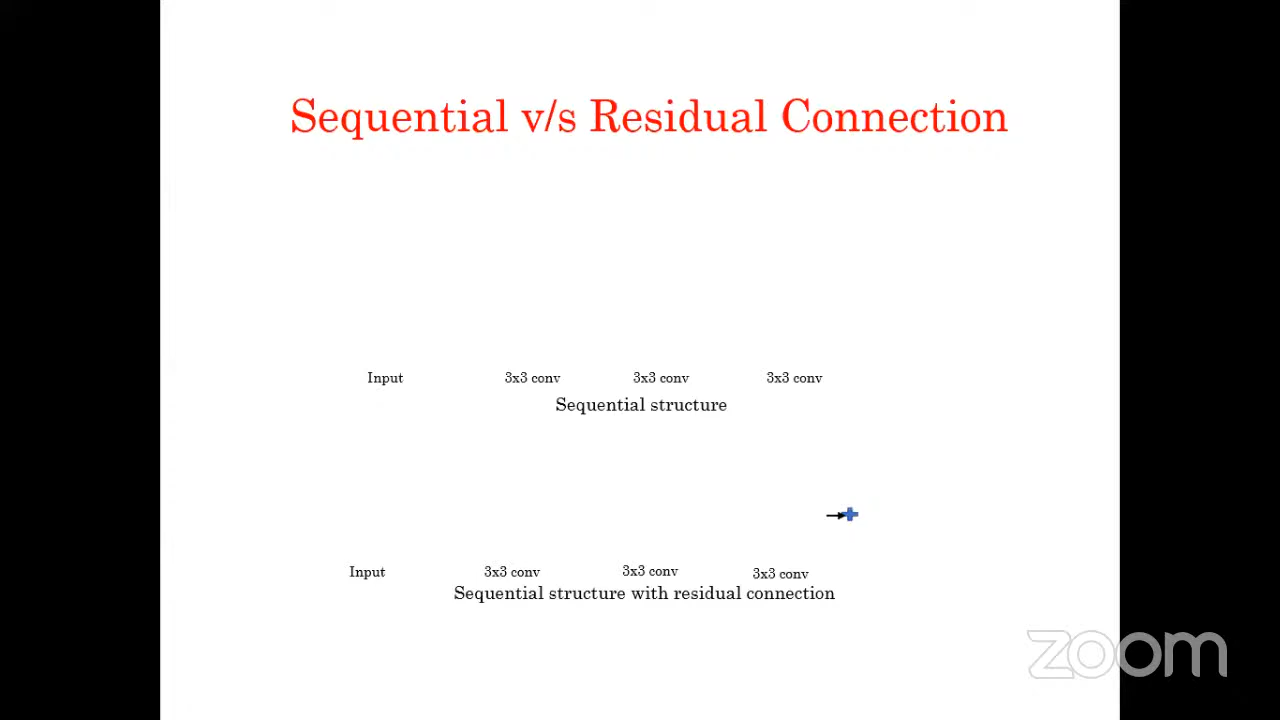 Sequential v/s Residual Connection
Input 3x3 conv 3x3 conv 3x3 conv
Sequential structure
Input 3x3 conv 3x3 conv 3x3 conv
Sequential structure with residual connection
zoom